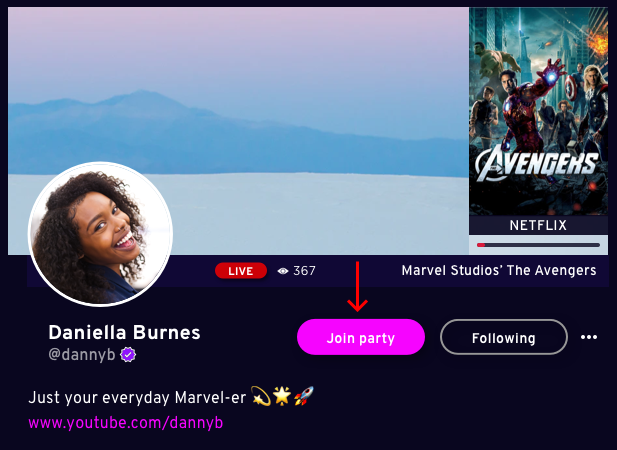 AVENGERS
NETFLIX
LIVE
367
Marvel Studios' The Avengers
Daniella Burnes
Join party
Following
@dannyb
Just your everyday Marvel-er 💫🌟🚀
www.youtube.com/dannyb